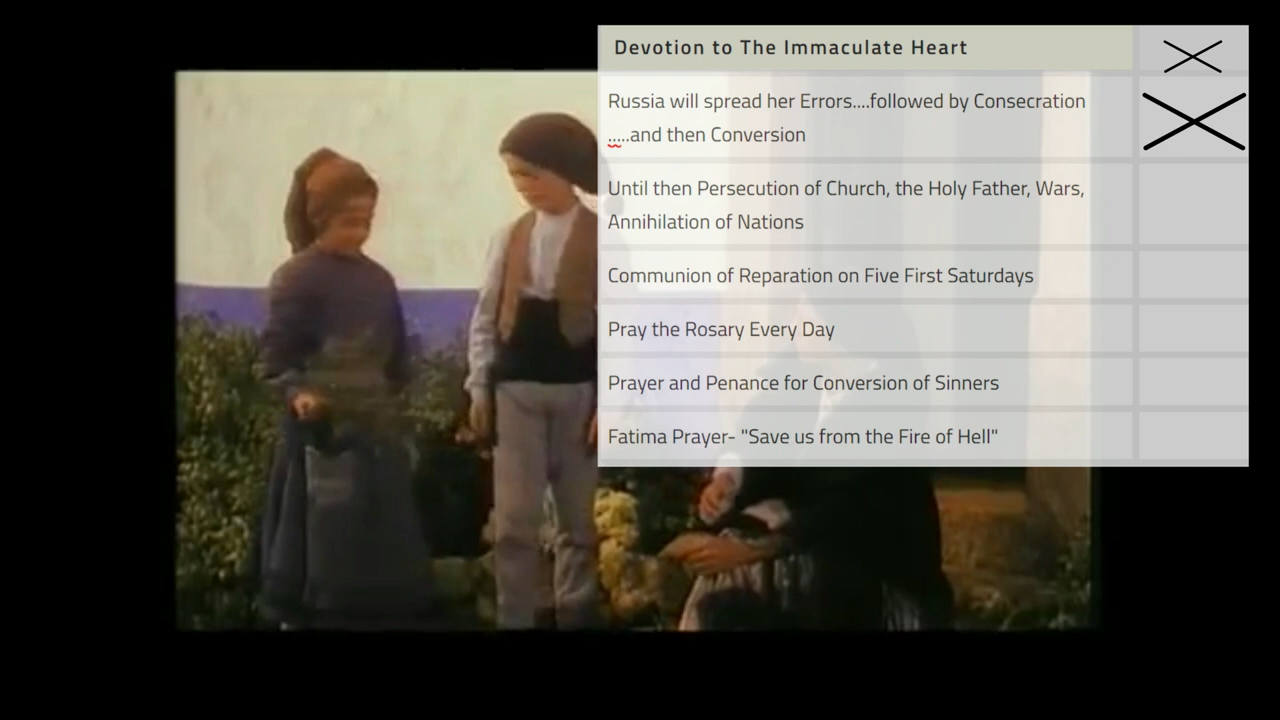 Devotion to The Immaculate Heart
Russia will spread her Errors....followed by Consecration
.....and then Conversion
Until then Persecution of Church, the Holy Father, Wars,
Annihilation of Nations
Communion of Reparation on Five First Saturdays
Pray the Rosary Every Day
Prayer and Penance for Conversion of Sinners
Fatima Prayer- "Save us from the Fire of Hell"